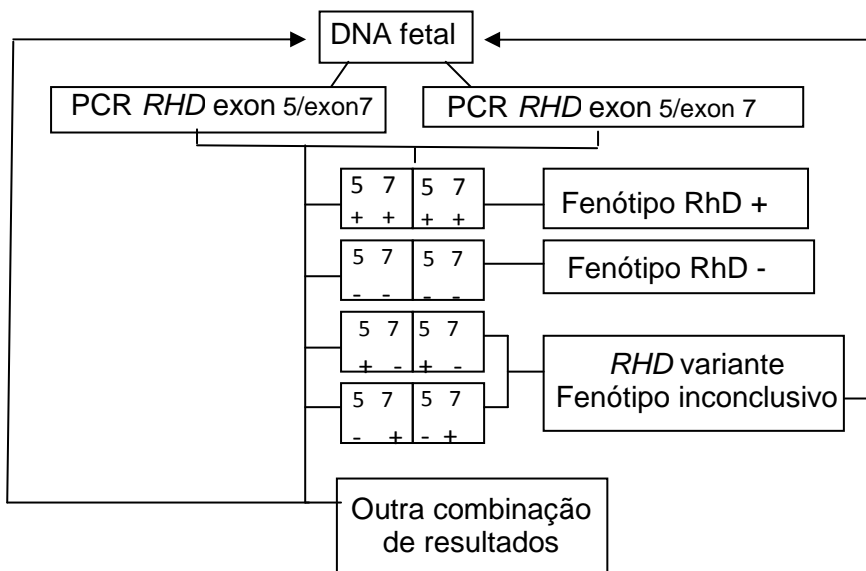 DNA fetal
PCR RHD exon 5/exon7
PCR RHD exon 5/exon 7
5 7 5 7
+ + + +
Fenótipo RhD +
5 7 5 7
- - - -
Fenótipo RhD -
5 7 5 7
+ - + -
5 7 5 7
- + - +
RHD variante
Fenótipo inconclusivo
Outra combinação
de resultados